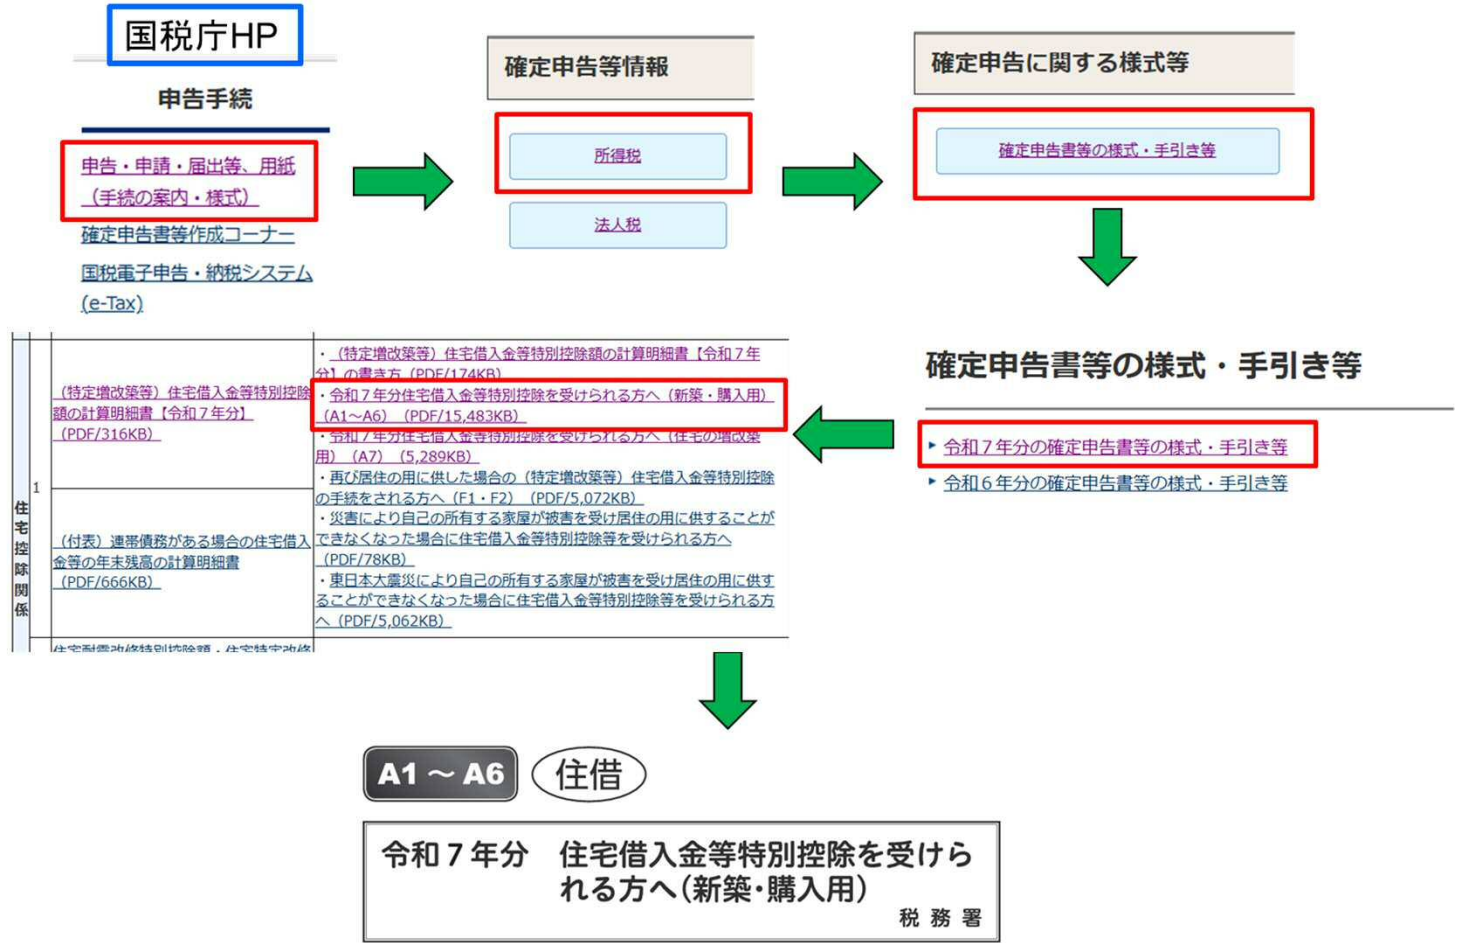 国税庁HP
申告手続
申告・申請・届出等、用紙
（手続の案内・様式）
確定申告書等作成コーナー
国税電子申告・納税システム
(e-Tax)
確定申告等情報
所得税
法人税
確定申告に関する様式等
確定申告書等の様式・手引き等
確定申告書等の様式・手引き等
令和７年分の確定申告書等の様式・手引き等
令和６年分の確定申告書等の様式・手引き等
住宅控除関係
1
（特定増改築等）住宅借入金等特別控除
額の計算明細書【令和７年分】
（PDF/316KB）
（付表）連帯債務がある場合の住宅借入
金等の年末残高の計算明細書
（PDF/666KB）
・（特定増改築等）住宅借入金等特別控除額の計算明細書【令和７年
分】の書き方（PDF/174KB）
・令和７年分住宅借入金等特別控除を受けられる方へ（新築・購入用）
（A1～A6）（PDF/15,483KB）
・令和７年分住宅借入金等特別控除を受けられる方へ（住宅の増改築
用）（A7）（5,289KB）
・再び居住の用に供した場合の（特定増改築等）住宅借入金等特別控除
の手続をされる方へ（F1・F2）（PDF/5,072KB）
・災害により自己の所有する家屋が被害を受け居住の用に供することが
できなくなった場合に住宅借入金等特別控除等を受けられる方へ
（PDF/78KB）
・東日本大震災により自己の所有する家屋が被害を受け居住の用に供す
ることができなくなった場合に住宅借入金等特別控除等を受けられる方
へ（PDF/5,062KB）
住宅耐震改修特別控除額・住宅特定改修
A1～A6
住借
令和７年分　住宅借入金等特別控除を受けら
れる方へ（新築・購入用）
税務署